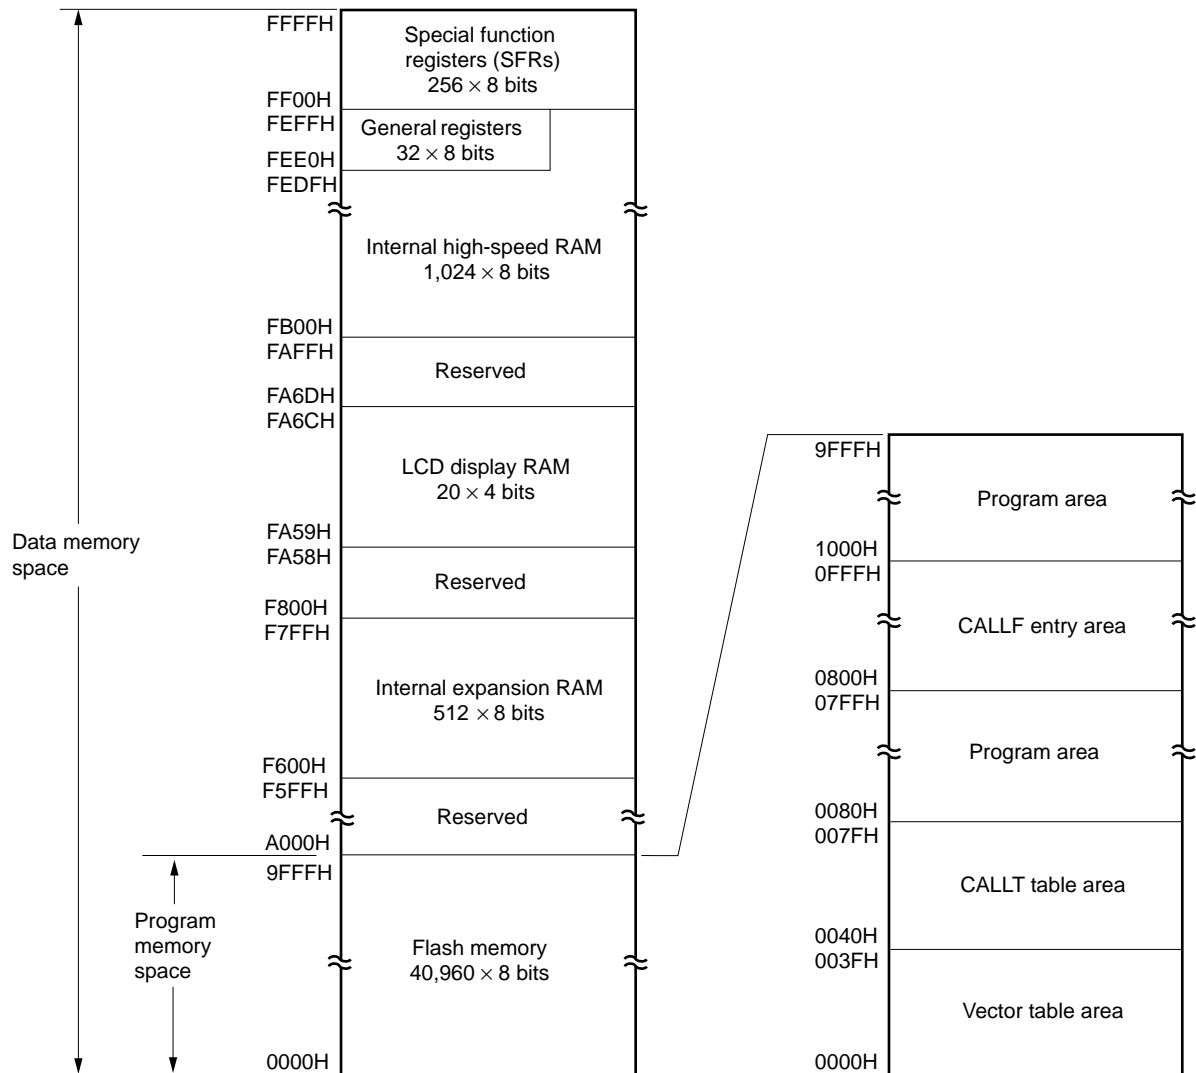 FFFFH
Special function
registers (SFRs)
256 × 8 bits
FF00H
FEFFH
General registers
32 × 8 bits
FEE0H
FEDFH
Internal high-speed RAM
1,024 × 8 bits
FB00H
FAFFH
Reserved
FA6DH
FA6CH
LCD display RAM
20 × 4 bits
FA59H
FA58H
Reserved
F800H
F7FFH
Internal expansion RAM
512 × 8 bits
F600H
F5FFH
Reserved
A000H
9FFFH
Flash memory
40,960 × 8 bits
0000H
Data memory
space
Program
memory
space
9FFFH
Program area
1000H
0FFFH
CALLF entry area
0800H
07FFH
Program area
0080H
007FH
CALLT table area
0040H
003FH
Vector table area
0000H